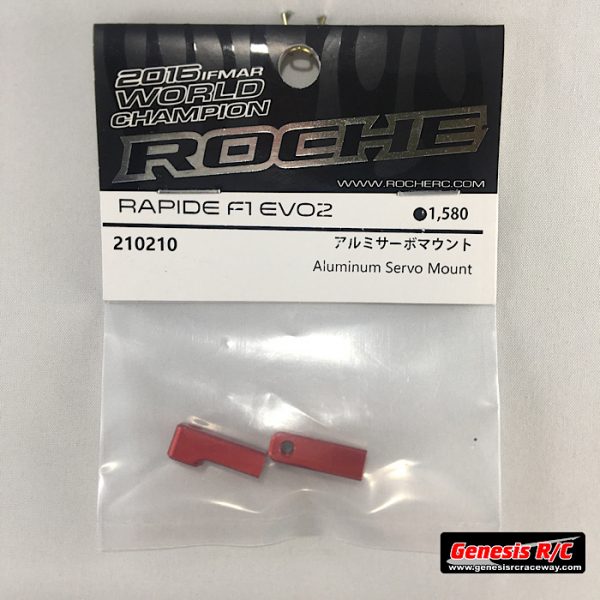 2016 IFMAR
WORLD
CHAMPION
ROCHE
WWW.ROCHERC.COM
RAPIDE F1 EVO2
●1,580
210210
アルミサーボマウント
Aluminum Servo Mount
Genesis R/C
www.genesisrcraceway.com